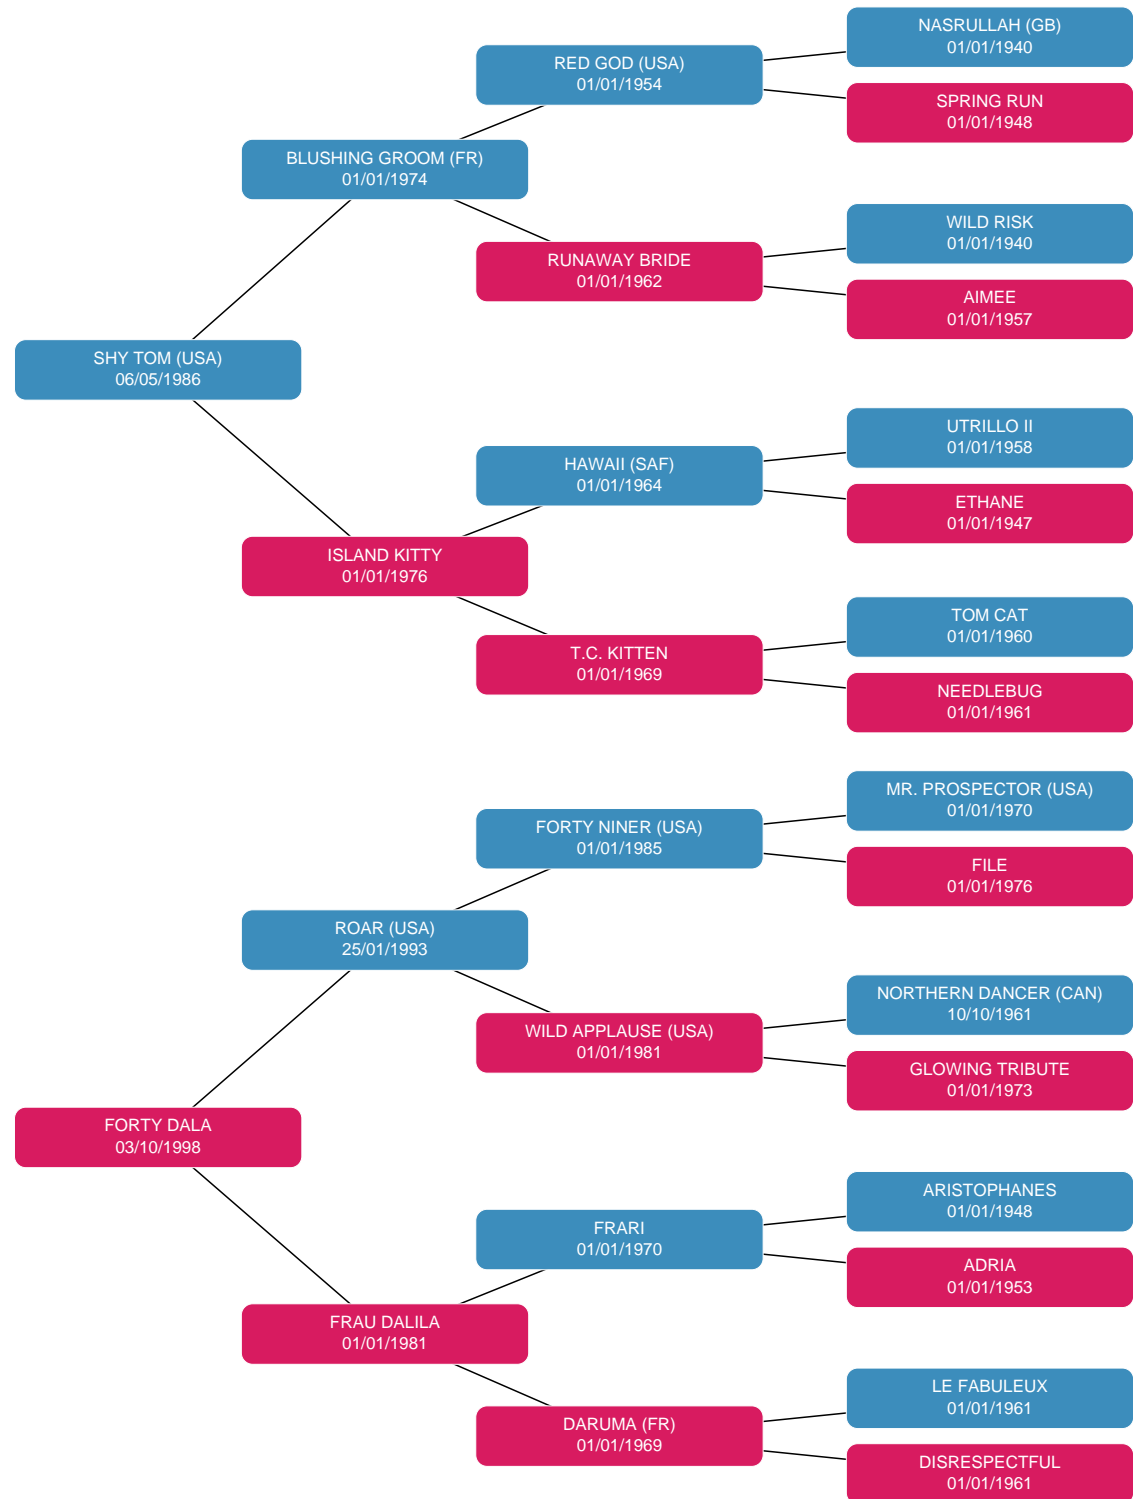 NASRULLAH (GB)
01/01/1940
RED GOD (USA)
01/01/1954
SPRING RUN
01/01/1948
BLUSHING GROOM (FR)
01/01/1974
WILD RISK
01/01/1940
RUNAWAY BRIDE
01/01/1962
AIMEE
01/01/1957
SHY TOM (USA)
06/05/1986
UTRILLO II
01/01/1958
HAWAII (SAF)
01/01/1964
ETHANE
01/01/1947
ISLAND KITTY
01/01/1976
TOM CAT
01/01/1960
T.C. KITTEN
01/01/1969
NEEDLEBUG
01/01/1961
MR. PROSPECTOR (USA)
01/01/1970
FORTY NINER (USA)
01/01/1985
FILE
01/01/1976
ROAR (USA)
25/01/1993
NORTHERN DANCER (CAN)
10/10/1961
WILD APPLAUSE (USA)
01/01/1981
GLOWING TRIBUTE
01/01/1973
FORTY DALA
03/10/1998
ARISTOPHANES
01/01/1948
FRARI
01/01/1970
ADRIA
01/01/1953
FRAU DALILA
01/01/1981
LE FABULEUX
01/01/1961
DARUMA (FR)
01/01/1969
DISRESPECTFUL
01/01/1961